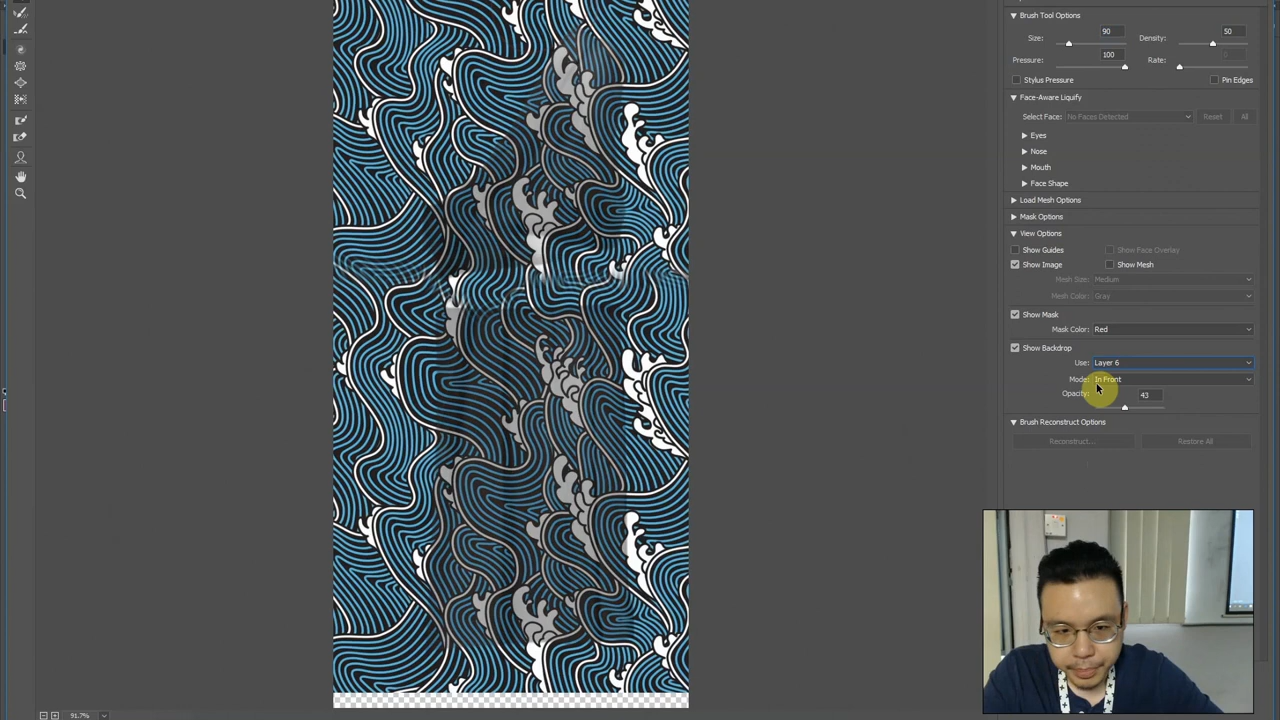 Brush Tool Options
Size: 90 Density: 50
Pressure: 100 Rate: 0
Stylus Pressure Pin Edges
Face-Aware Liquify
Select Face: No Faces Detected Reset All
Eyes
Nose
Mouth
Face Shape
Load Mesh Options
Mask Options
View Options
Show Guides Show Face Overlay
Show Image Show Mesh
Mesh Size: Medium
Mesh Color: Gray
Show Mask
Mask Color: Red
Show Backdrop
Use: Layer 6
Mode: In Front
Opacity: 43
Brush Reconstruct Options
Reconstruct... Restore All
91.7%